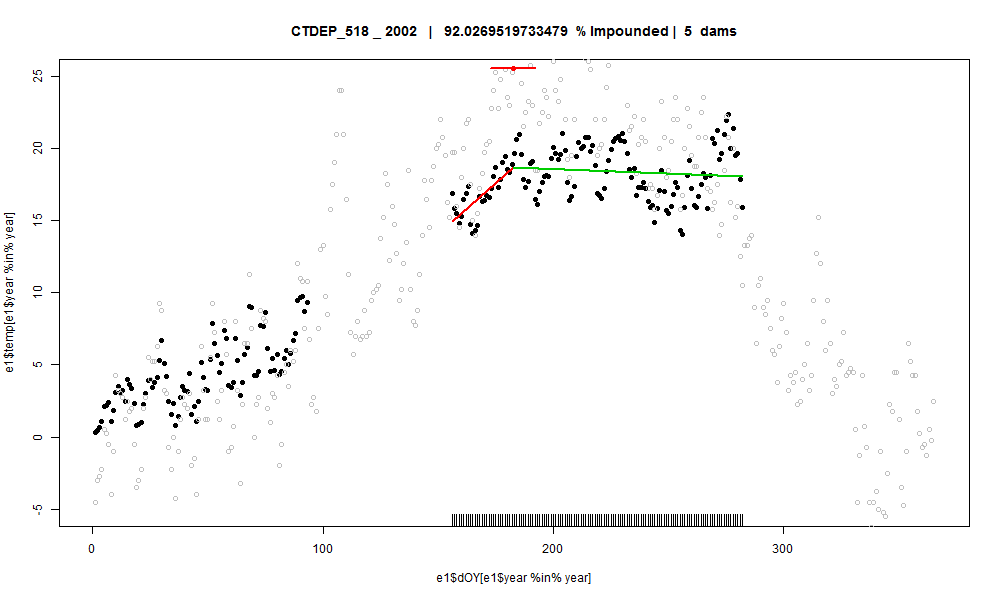 CTDEP_518 _ 2002 | 92.0269519733479 % Impounded | 5 dams
e1$temp[e1$year %in% year]
25
20
15
10
5
0
-5
0 100 200 300
e1$dOY[e1$year %in% year]